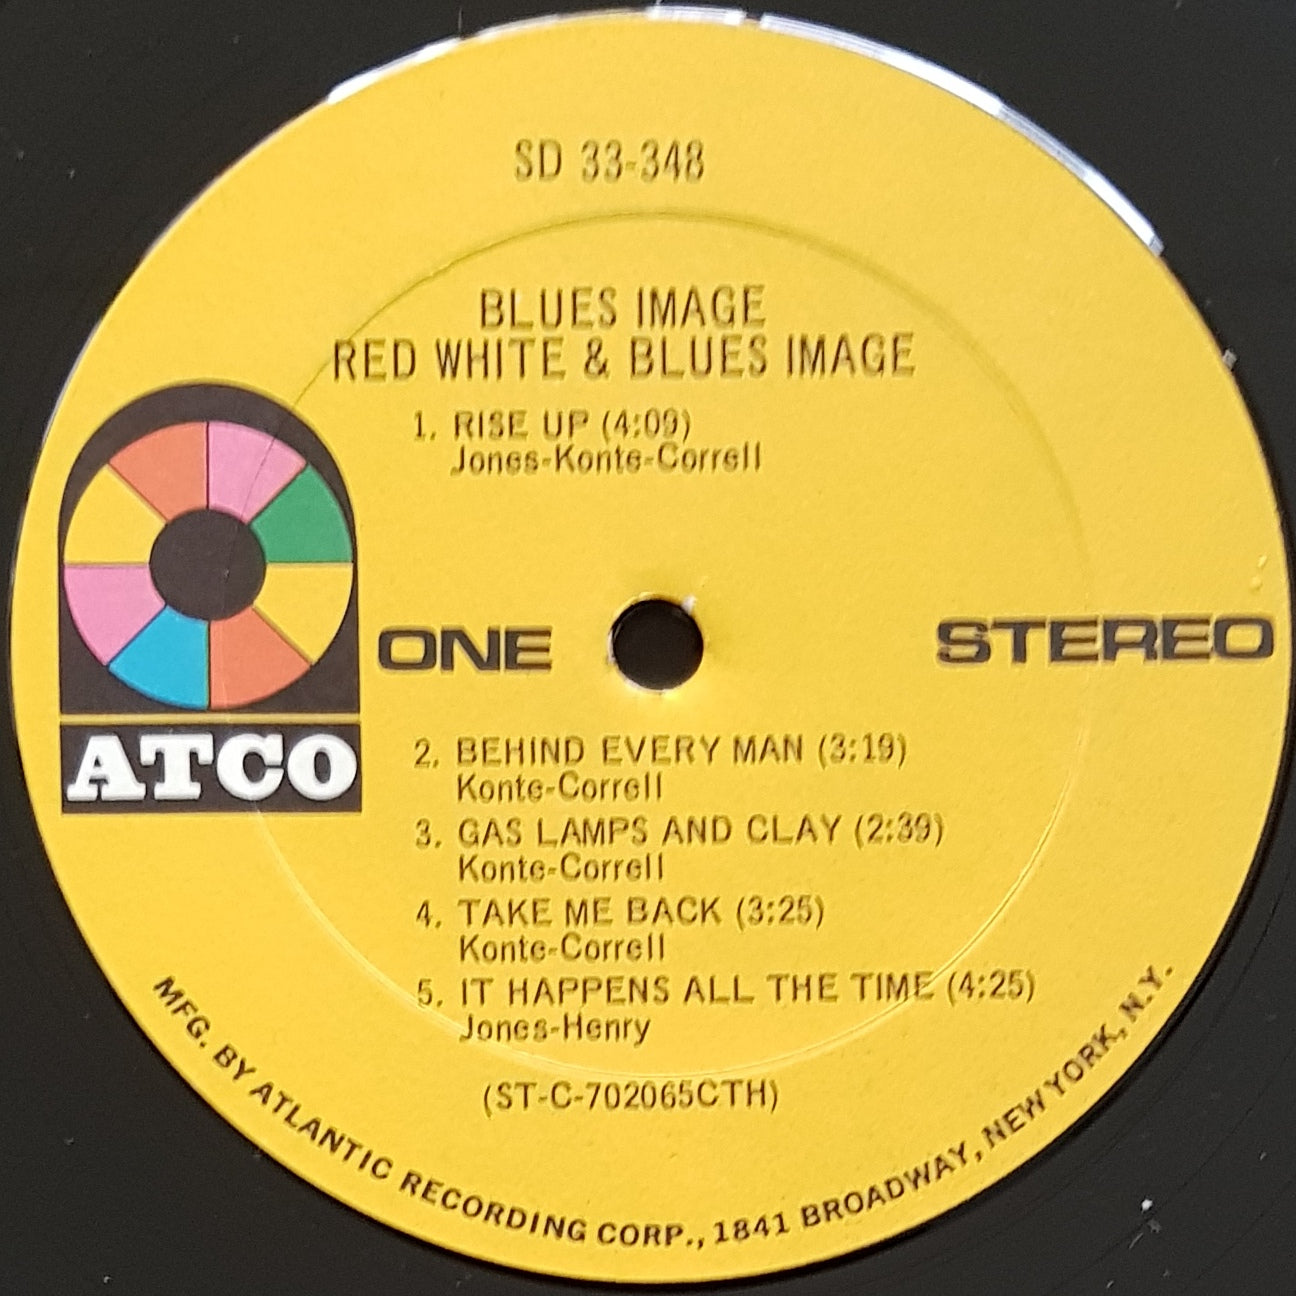 SD 33-348
BLUES IMAGE
RED WHITE & BLUES IMAGE
1. RISE UP (4:09)
Jones-Konte-Correll
ATCO
ONE
STEREO
2. BEHIND EVERY MAN (3:19)
Konte-Correll
3. GAS LAMPS AND CLAY (2:39)
Konte-Correll
4. TAKE ME BACK (3:25)
Konte-Correll
5. IT HAPPENS ALL THE TIME (4:25)
Jones-Henry
(ST-C-702065CTH)
MFG. BY ATLANTIC RECORDING CORP., 1841 BROADWAY, NEW YORK, N.Y.